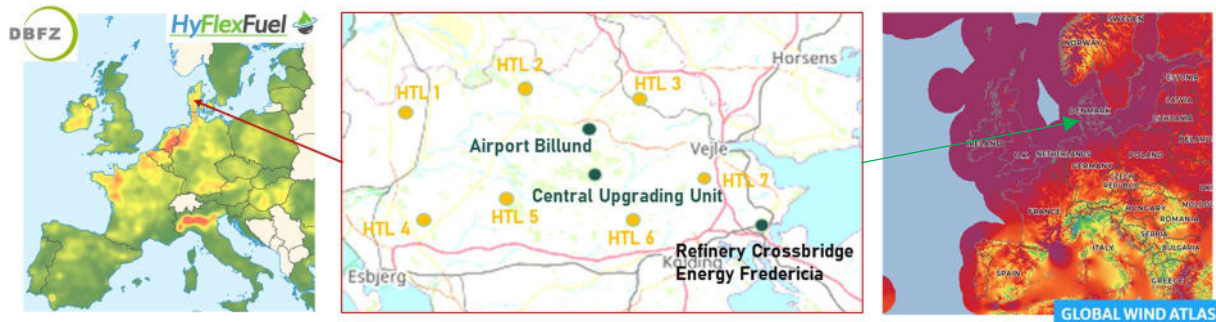 DBFZ
HyFlexFuel
HTL 1
HTL 2
HTL 3
Horsens
Airport Billund
Vejle
HTL 7
Central Upgrading Unit
HTL 4
HTL 5
HTL 6
Refinery Crossbridge
Energy Fredericia
Kolding
Esbjerg
SWEDEN
NORWAY
ESTONIA
LATVIA
DENMARK
LITHUANIA
IRELAND
U.K.
NETHERLANDS
POLAND
GERMANY
CZECH
REPUBLIC
FRANCE
HUNGARY
ROMANIA
SERBIA
BULGARIA
ITALY
SPAIN
GREECE
GLOBAL WIND ATLAS